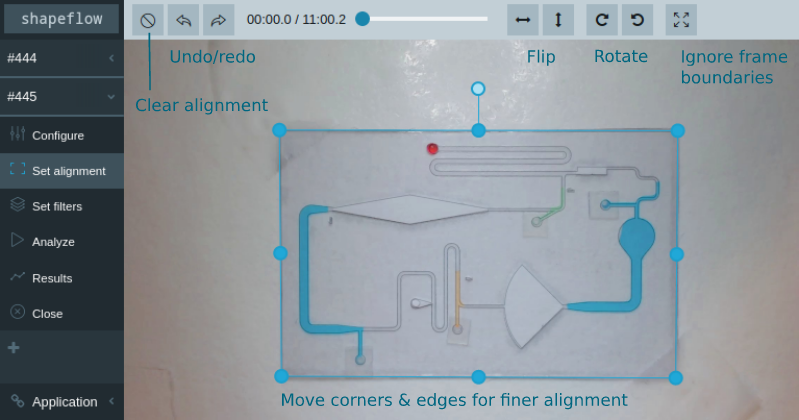 shapeflow
00:00.0 / 11:00.2
#444
#445
Configure
Set alignment
Set filters
Analyze
Results
Close
Application
Undo/redo
Clear alignment
Flip
Rotate
Ignore frame
boundaries
Move corners & edges for finer alignment